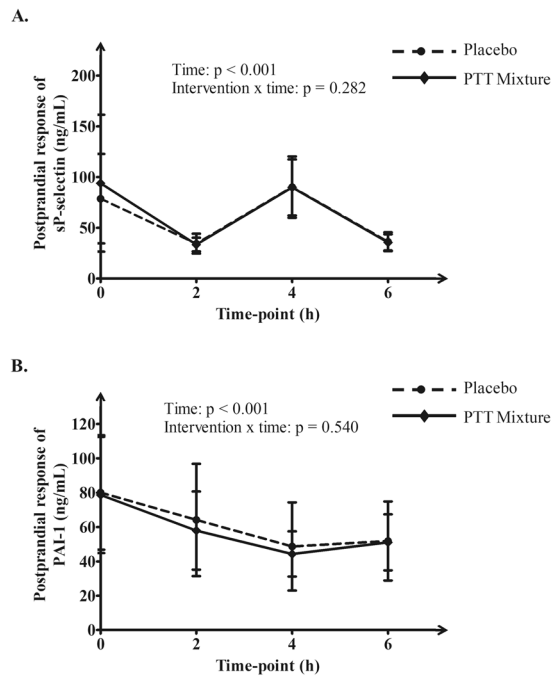 A.
Placebo
PTT Mixture
Time: p < 0.001
Intervention x time: p = 0.282
Postprandial response of
sP-selectin (ng/mL)
200
150
100
50
0
0 2 4 6
Time-point (h)
B.
Placebo
PTT Mixture
Time: p < 0.001
Intervention x time: p = 0.540
Postprandial response of
PAI-1 (ng/mL)
120
100
80
60
40
20
0
0 2 4 6
Time-point (h)